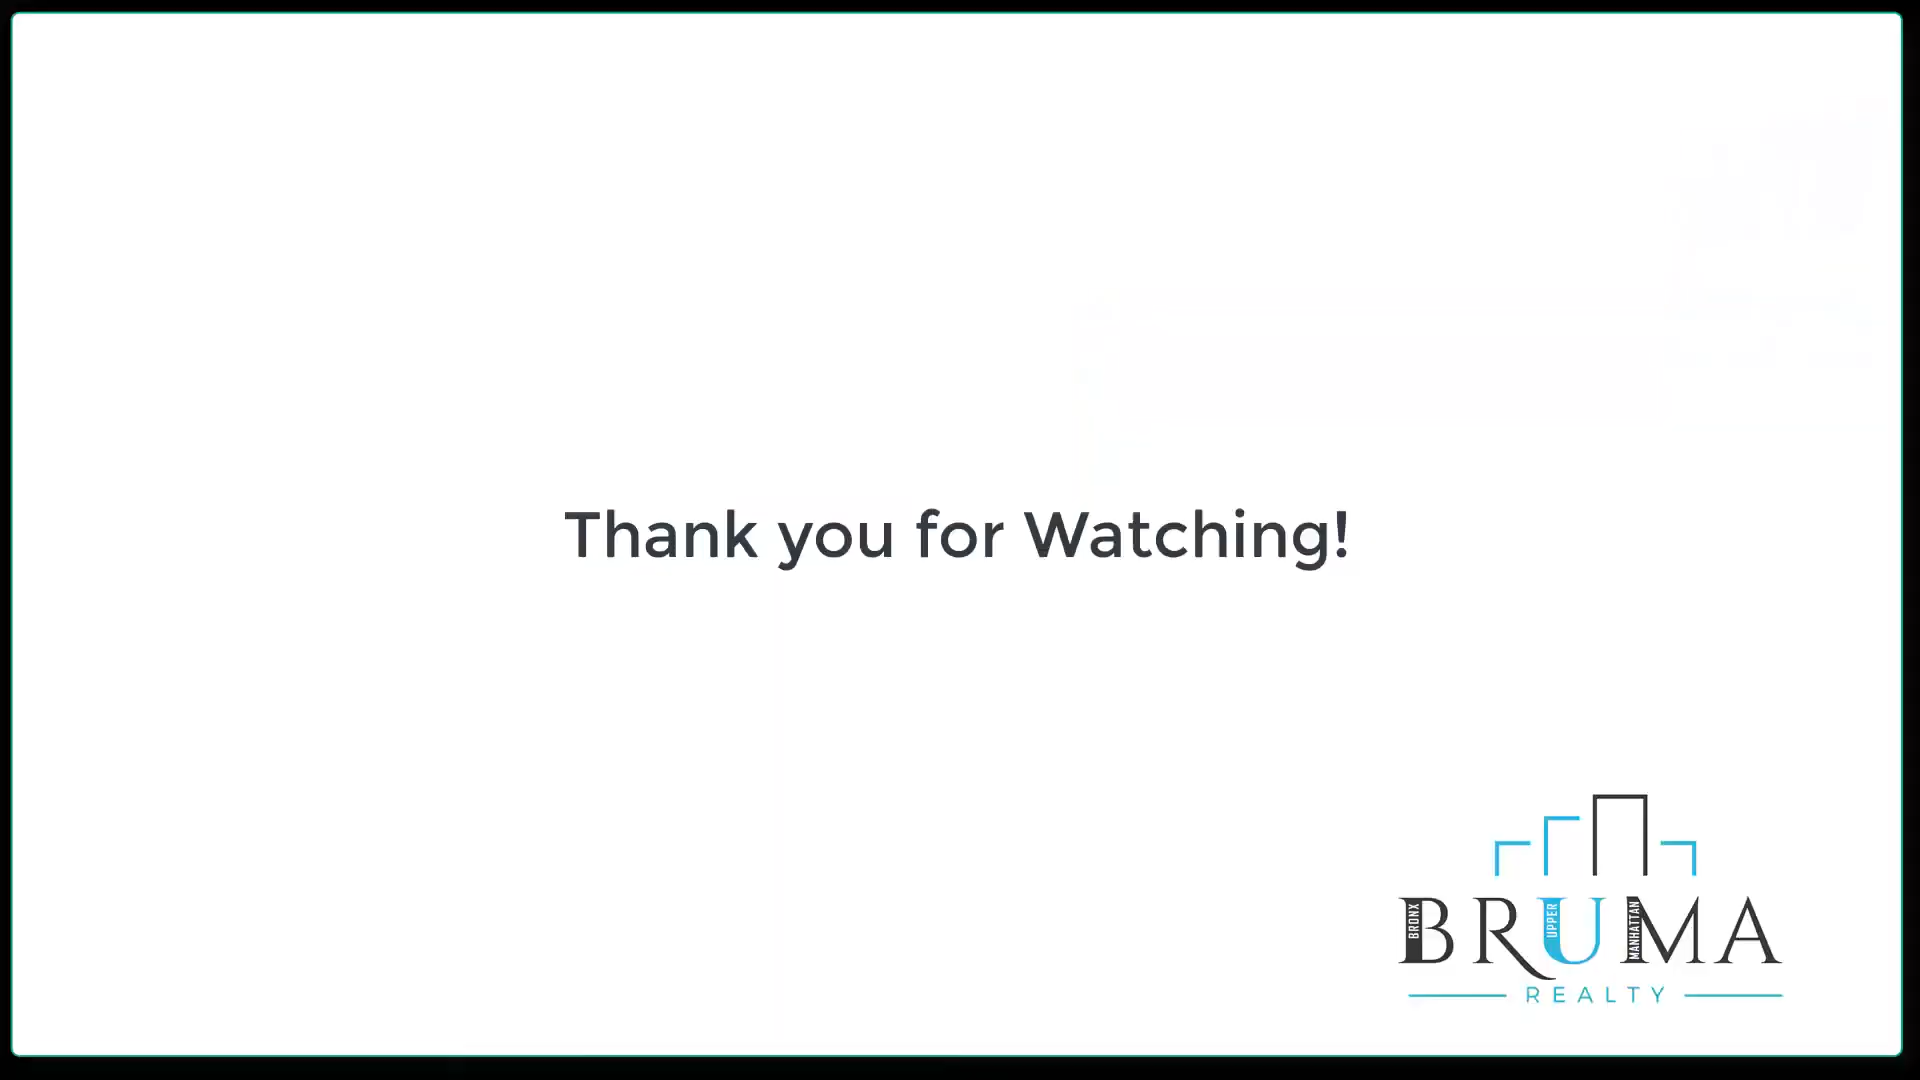 Thank you for Watching!
BRUMA
BRONX
UPPER
MANHATTAN
REALTY